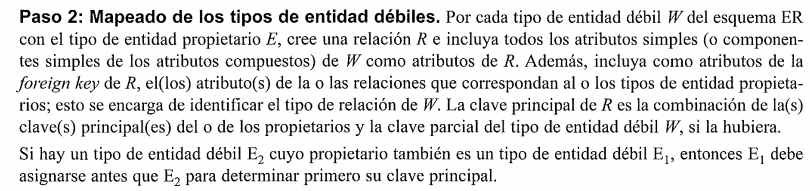 Paso 2: Mapeado de los tipos de entidad débiles. Por cada tipo de entidad débil W del esquema ER
con el tipo de entidad propietario E, cree una relación R e incluya todos los atributos simples (o componen-
tes simples de los atributos compuestos) de W como atributos de R. Además, incluya como atributos de la
foreign key de R, el(los) atributo(s) de la o las relaciones que correspondan al o los tipos de entidad propieta-
rios; esto se encarga de identificar el tipo de relación de W. La clave principal de R es la combinación de la(s)
clave(s) principal(es) del o de los propietarios y la clave parcial del tipo de entidad débil W, si la hubiera.
Si hay un tipo de entidad débil E₂ cuyo propietario también es un tipo de entidad débil E₁, entonces E₁ debe
asignarse antes que E₂ para determinar primero su clave principal.